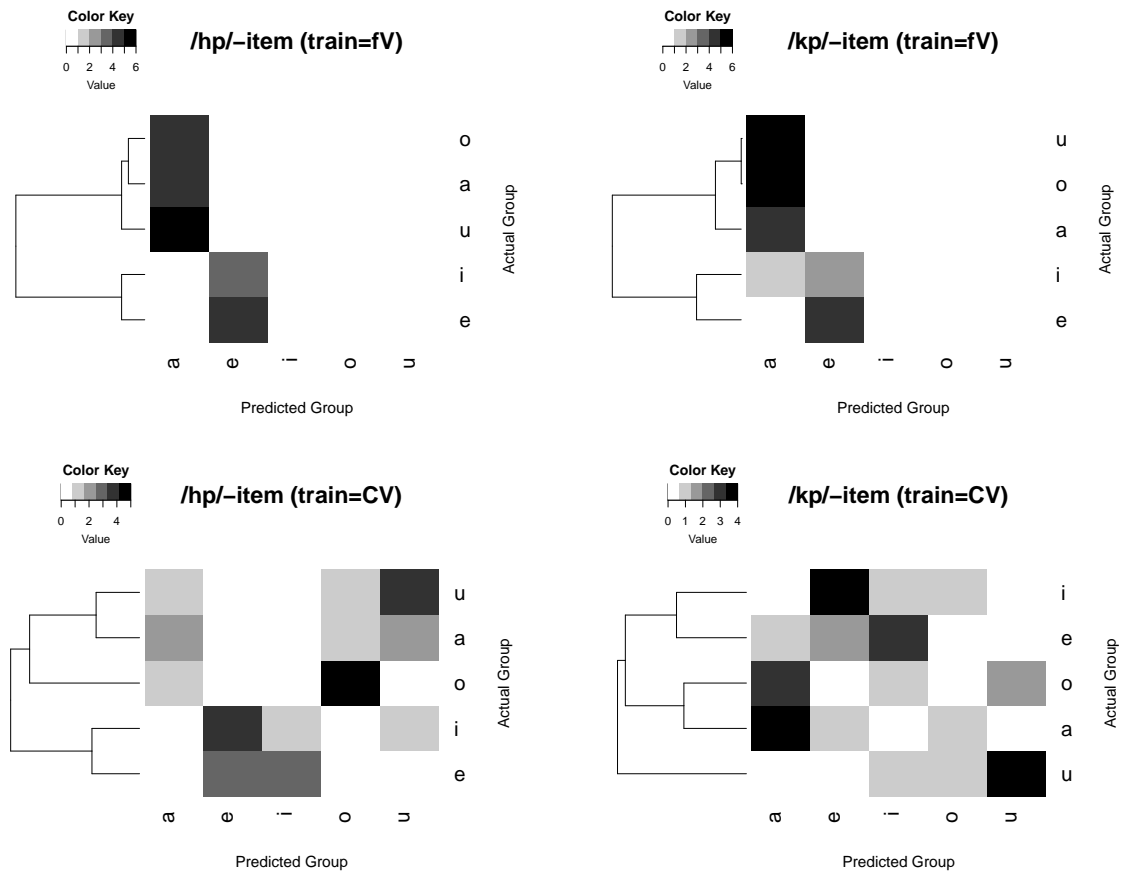 Color Key
0 2 4 6
Value
/hp/−item (train=fV)
o
a
u
i
e
Actual Group
a e i o u
Predicted Group
Color Key
0 2 4 6
Value
/kp/−item (train=fV)
u
o
a
i
e
Actual Group
a e i o u
Predicted Group
Color Key
0 2 4
Value
/hp/−item (train=CV)
u
a
o
i
e
Actual Group
a e i o u
Predicted Group
Color Key
0 1 2 3 4
Value
/kp/−item (train=CV)
i
e
o
a
u
Actual Group
a e i o u
Predicted Group